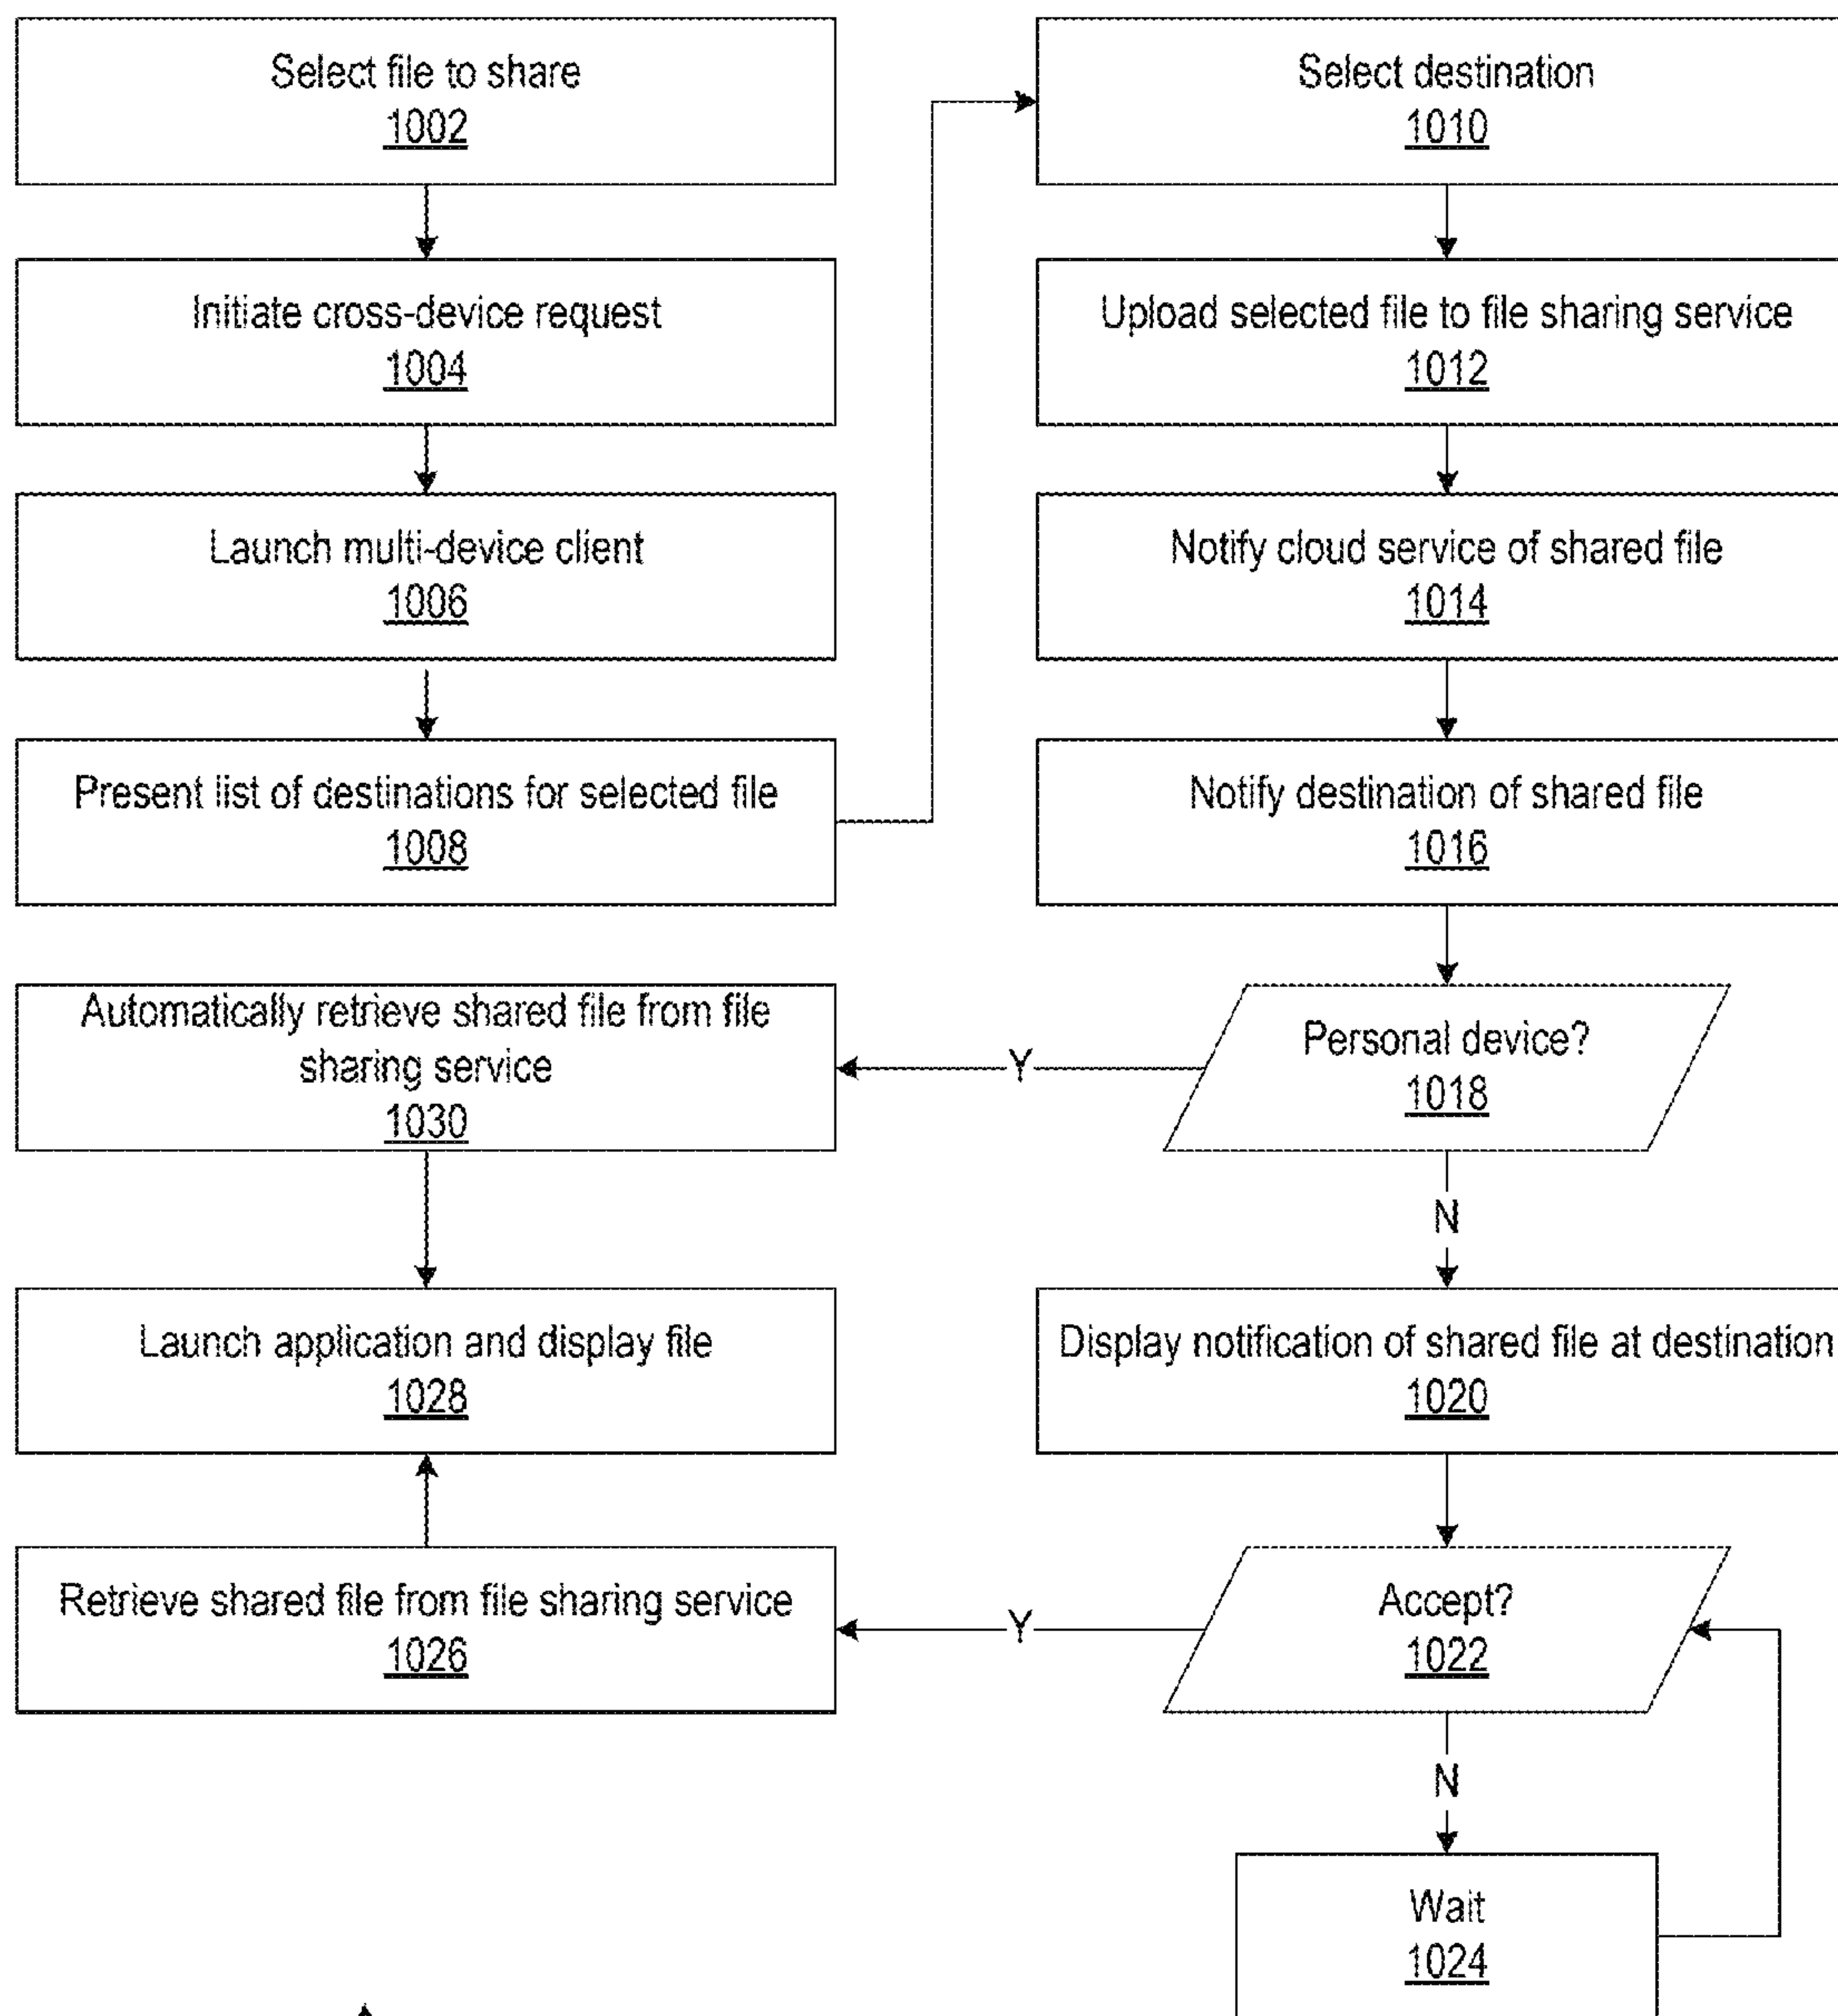 Select file to share
1002
Initiate cross-device request
1004
Launch multi-device client
1006
Present list of destinations for selected file
1008
Select destination
1010
Upload selected file to file sharing service
1012
Notify cloud service of shared file
1014
Notify destination of shared file
1016
Personal device?
1018
Y
N
Automatically retrieve shared file from file
sharing service
1030
Launch application and display file
1028
Display notification of shared file at destination
1020
Accept?
1022
Y
N
Retrieve shared file from file sharing service
1026
Wait
1024